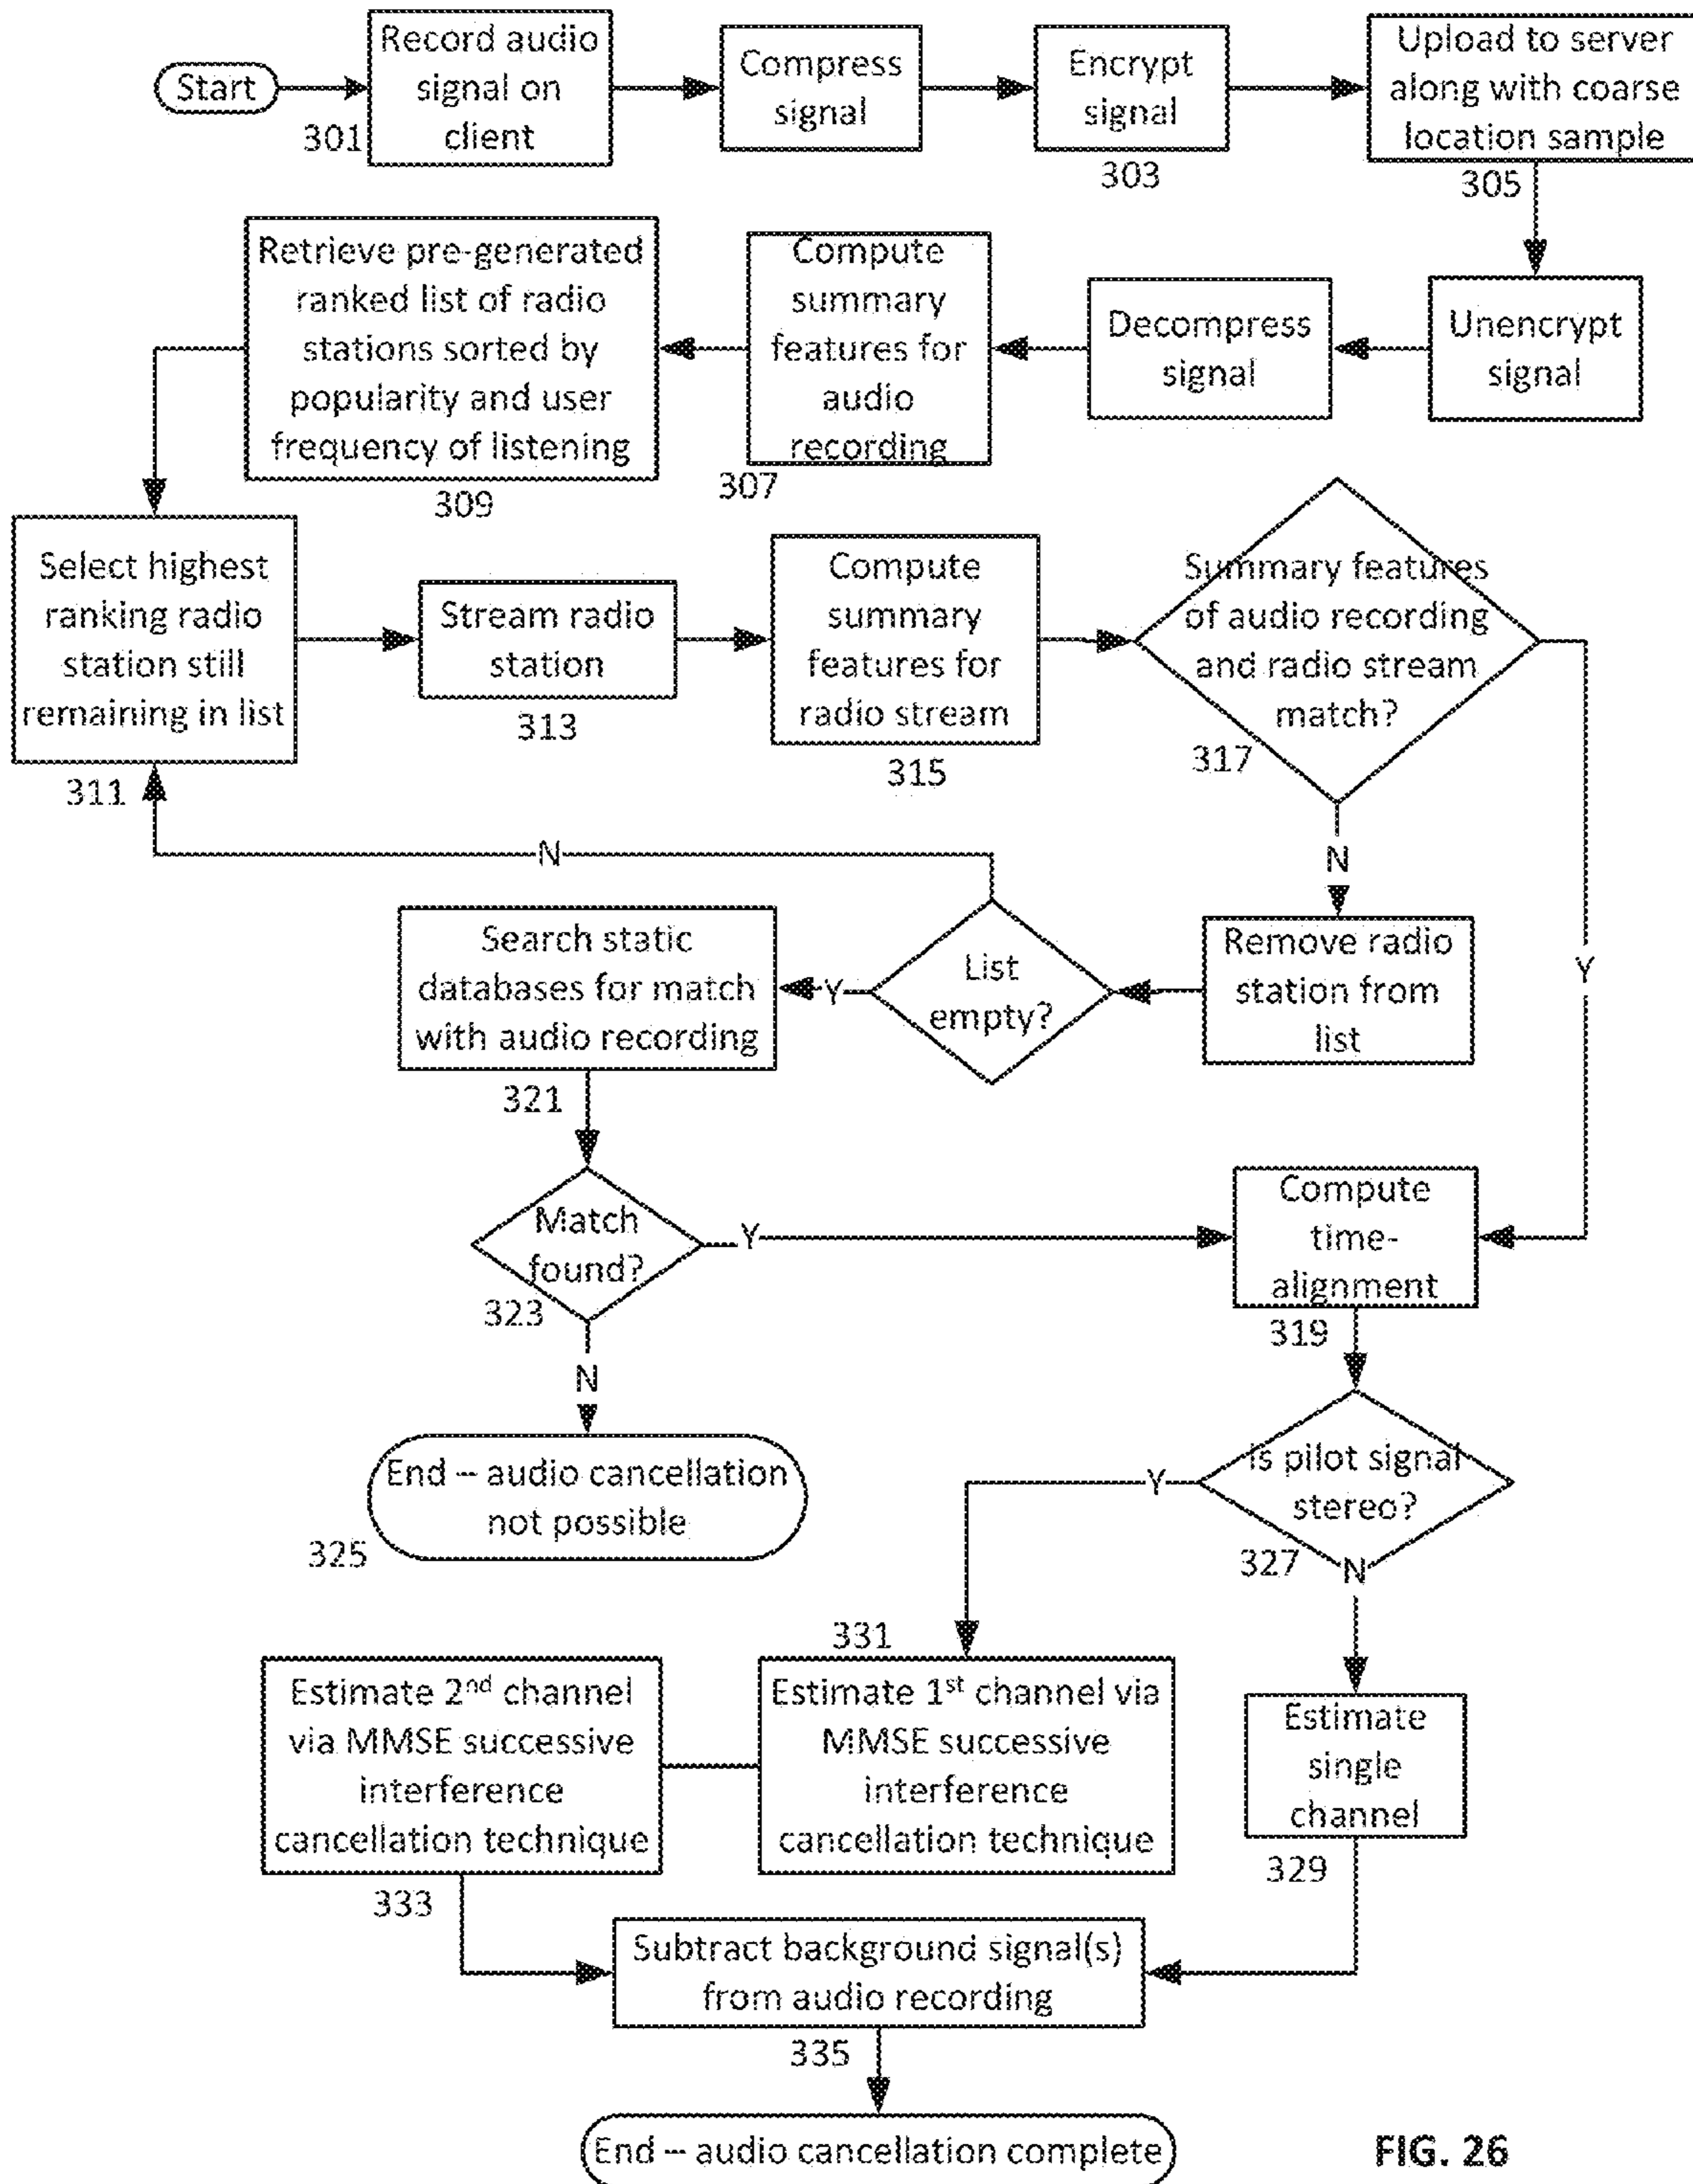 Start
Record audio
signal on
client
301
Compress
signal
Encrypt
signal
303
Upload to server
along with coarse
location sample
305
Unencrypt
signal
Decompress
signal
Compute
summary
features for
audio
recording
307
Retrieve pre-generated
ranked list of radio
stations sorted by
popularity and user
frequency of listening
309
Select highest
ranking radio
station still
remaining in list
311
Stream radio
station
313
Compute
summary
features for
radio stream
315
Summary features
of audio recording
and radio stream
match?
317
N
Y
Remove radio
station from
list
List
empty?
N
Y
Search static
databases for match
with audio recording
321
Match
found?
323
Y
N
End – audio cancellation
not possible
325
Compute
time-
alignment
319
Is pilot signal
stereo?
327
Y
N
331
Estimate 1st channel via
MMSE successive
interference
cancellation technique
Estimate 2nd channel
via MMSE successive
interference
cancellation technique
333
Estimate
single
channel
329
Subtract background signal(s)
from audio recording
335
End – audio cancellation complete
FIG. 26